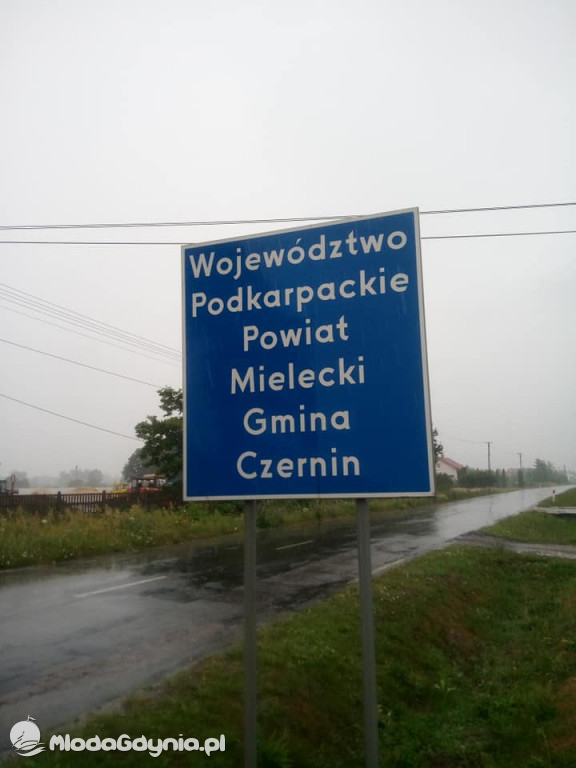 Województwo
Podkarpackie
Powiat
Mielecki
Gmina
Czernin
MlodaGdynia.pl